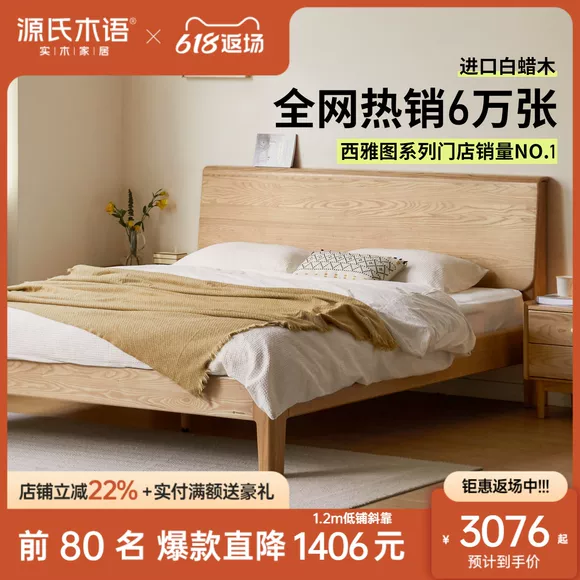 源氏木语®
实|木|家|居
×
618返场
进口白蜡木
全网热销6万张
西雅图系列门店销量NO.1
店铺立减22%+实付满额送豪礼
钜惠返场中!!!
1.2m低铺斜靠
前 80 名 爆款直降 1406 元
¥ 3076 起
预计到手价